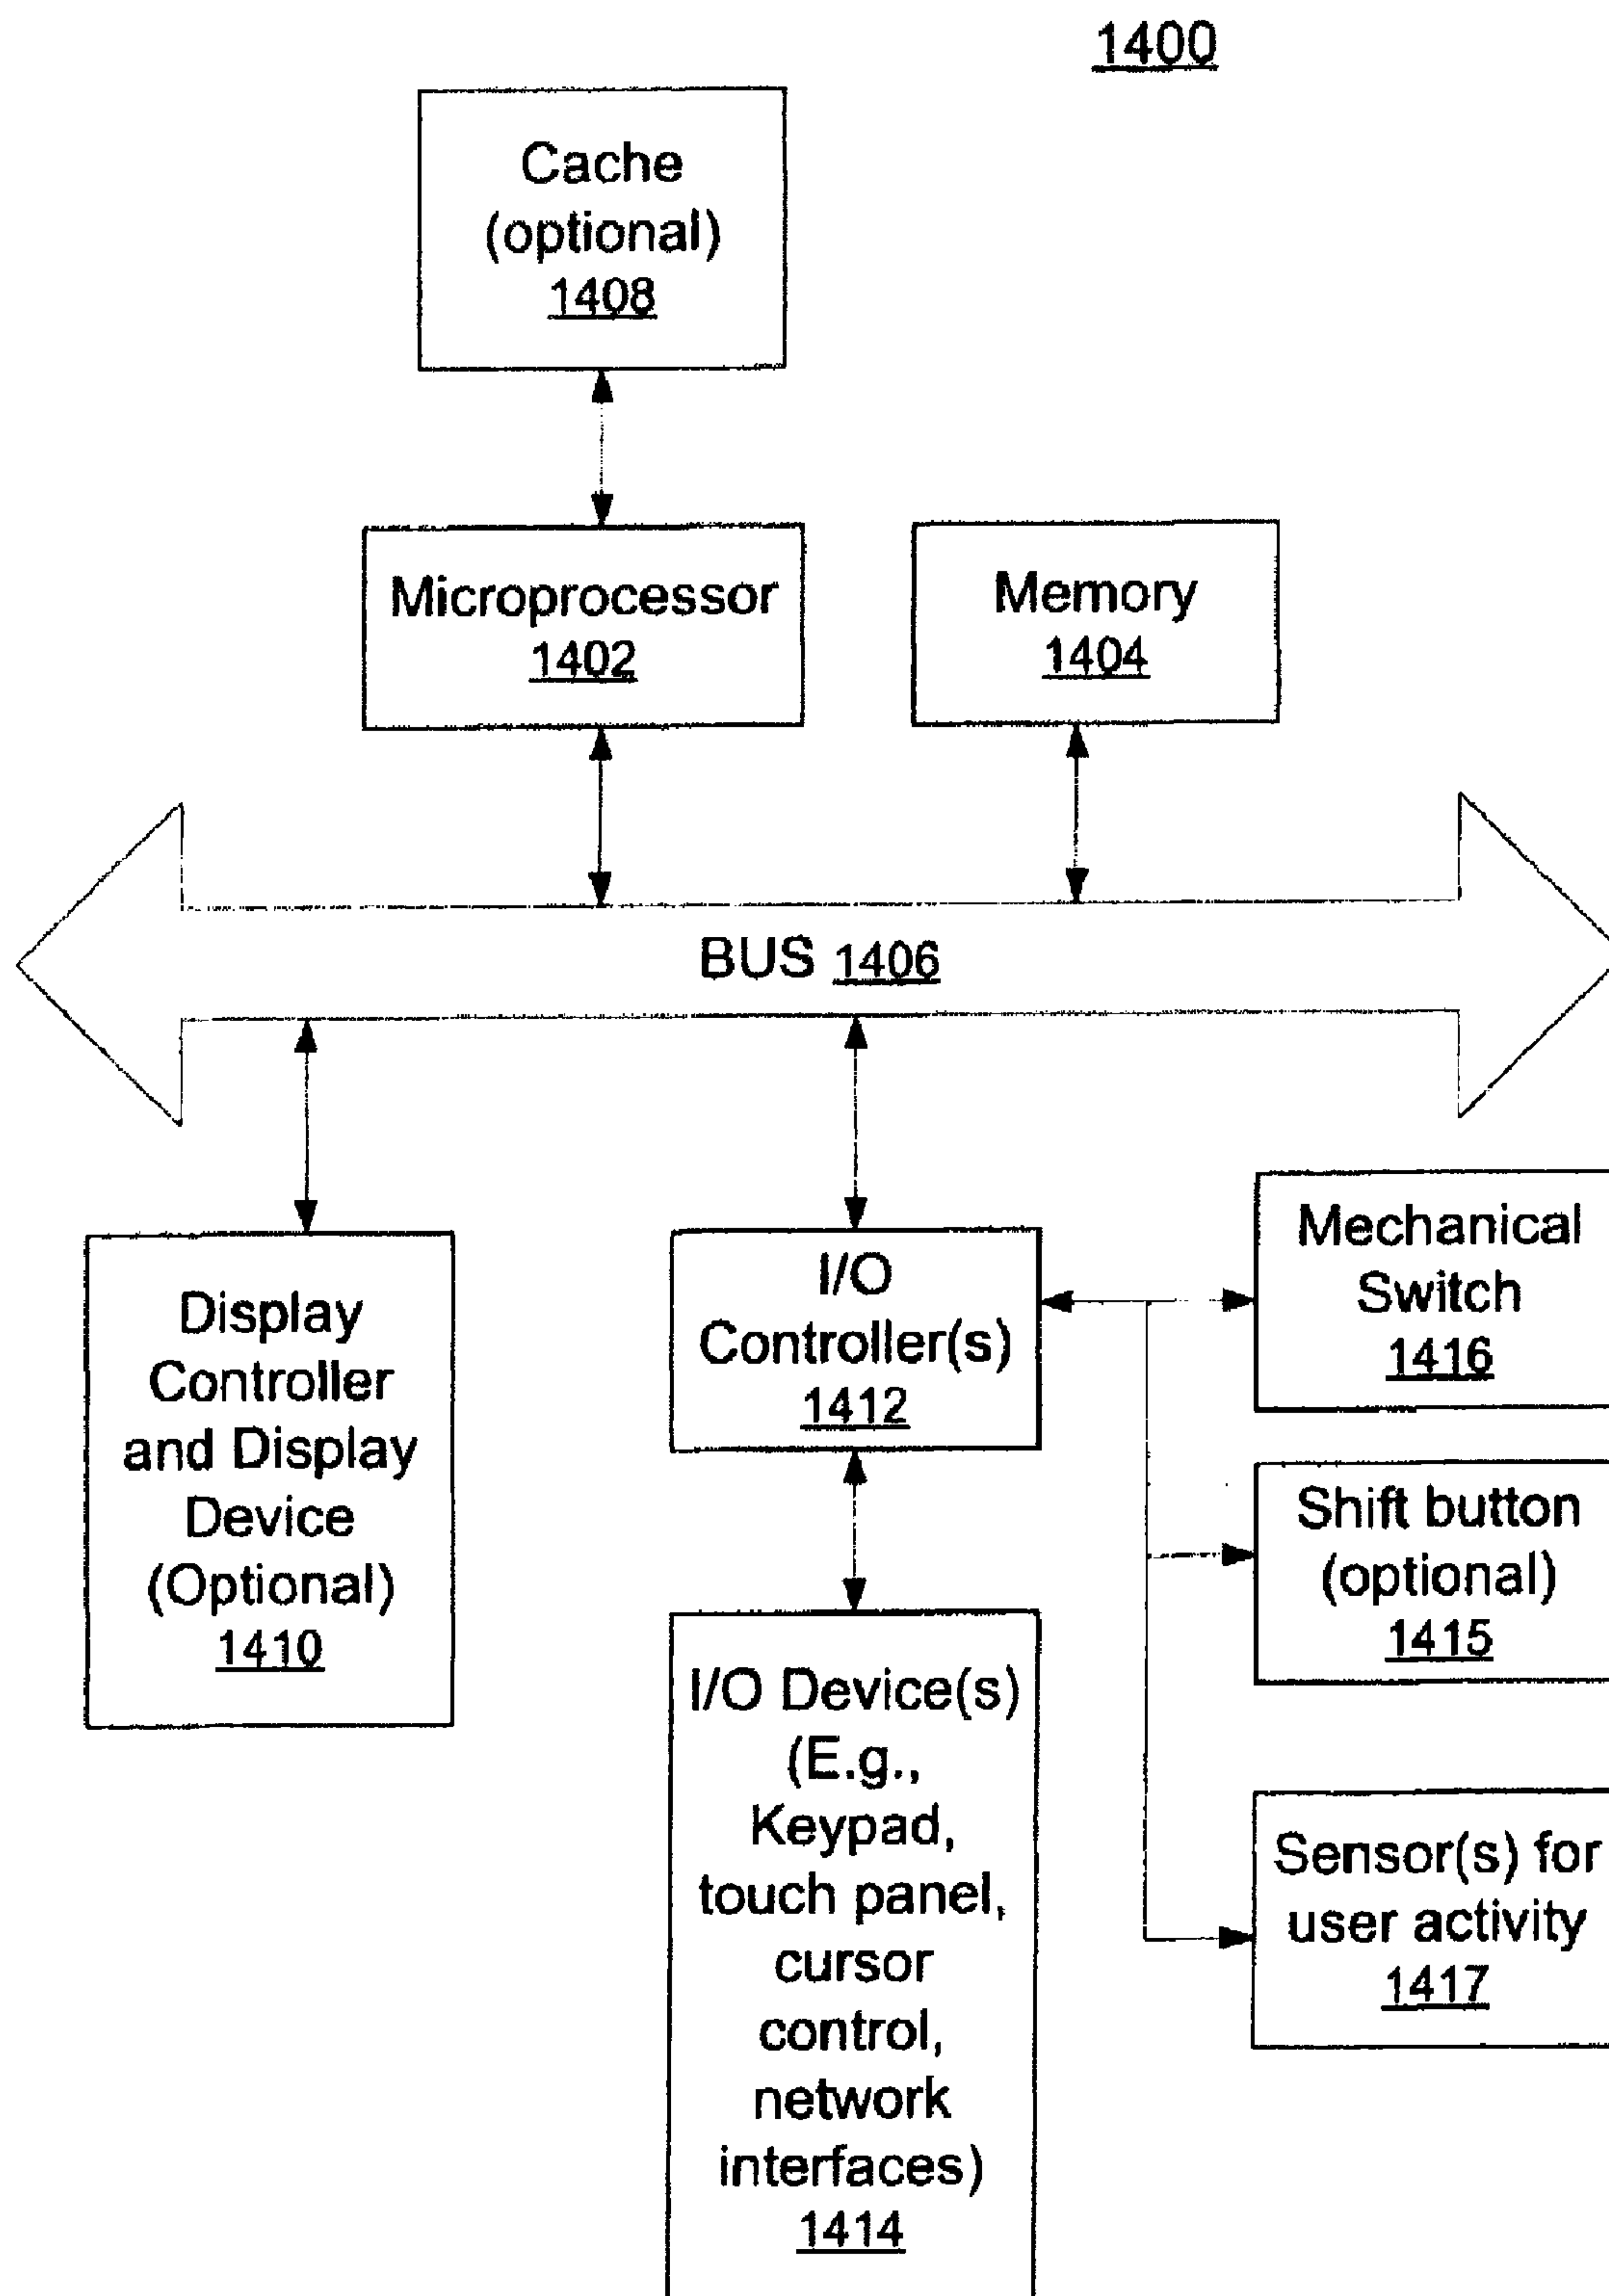 1400
Cache
(optional)
1408
Microprocessor
1402
Memory
1404
BUS 1406
Display
Controller
and Display
Device
(Optional)
1410
I/O
Controller(s)
1412
Mechanical
Switch
1416
Shift button
(optional)
1415
Sensor(s) for
user activity
1417
I/O Device(s)
(E.g.,
Keypad,
touch panel,
cursor
control,
network
interfaces)
1414